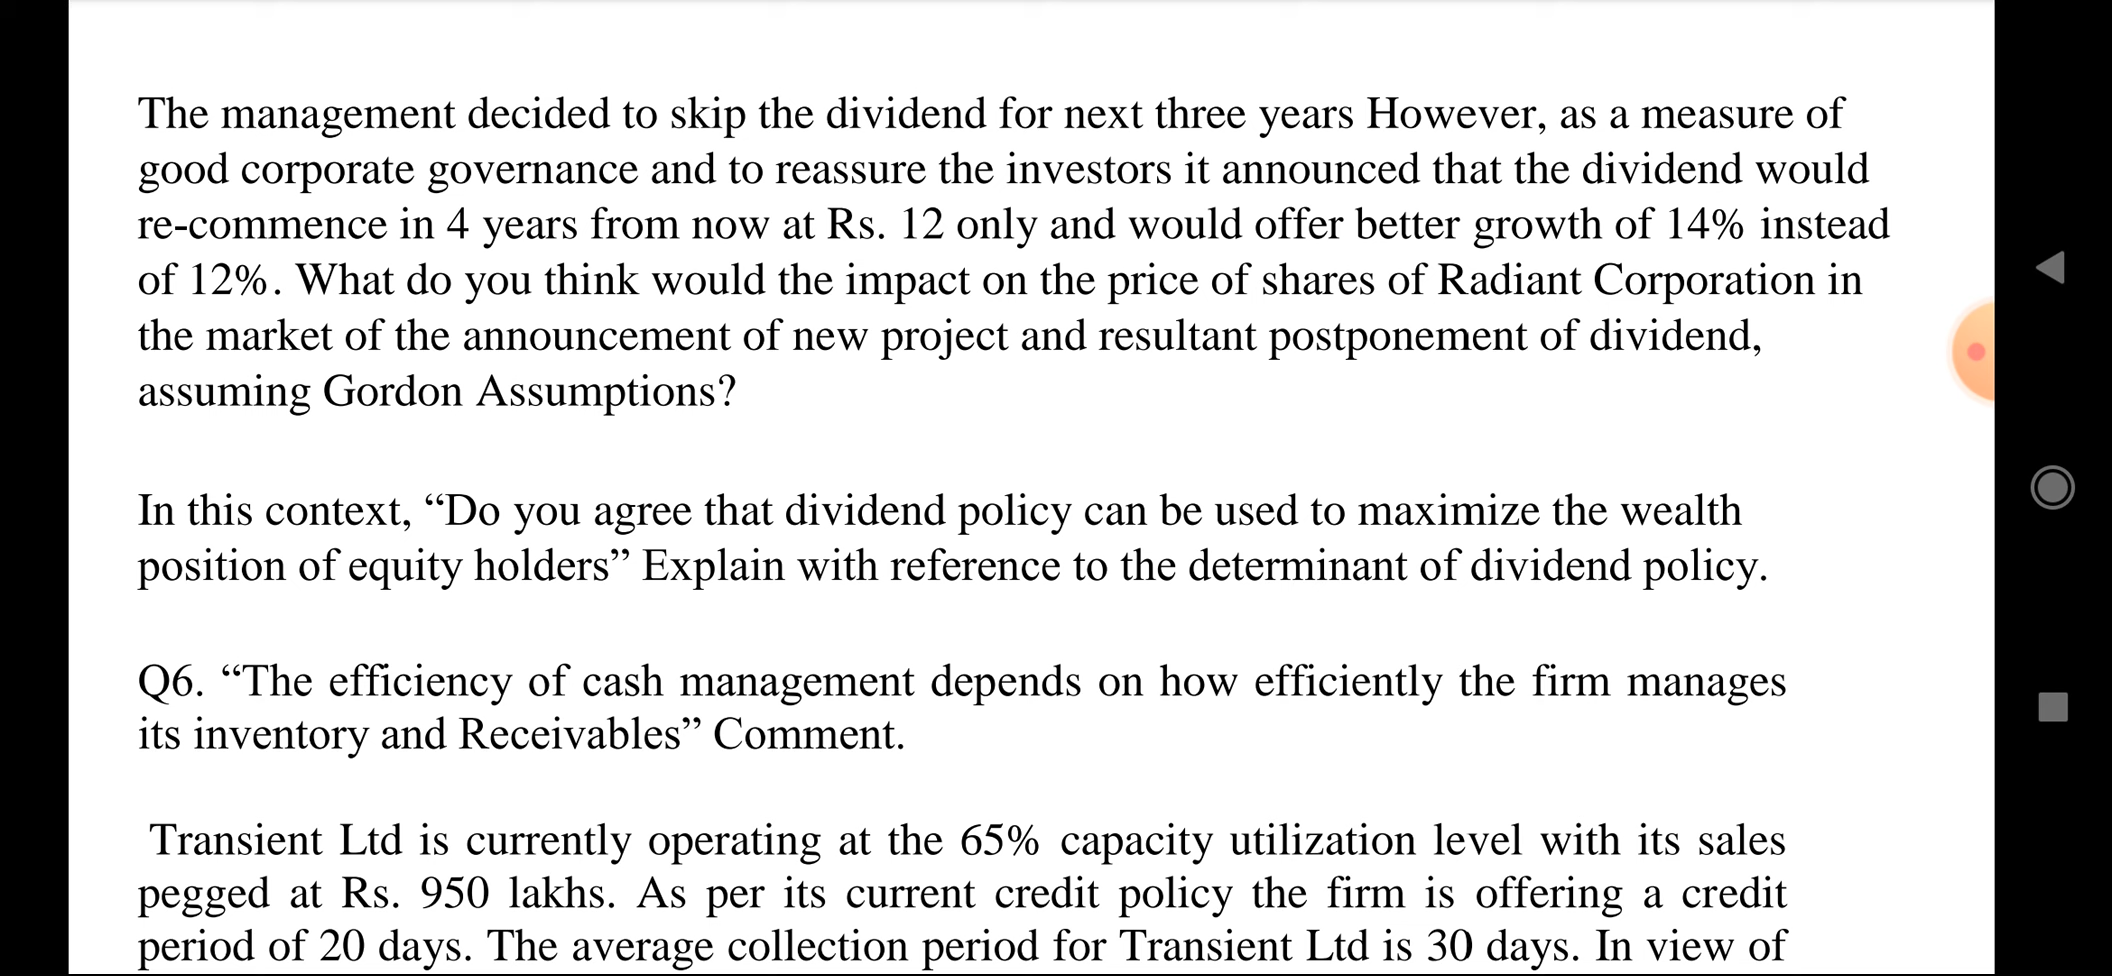 The management decided to skip the dividend for next three years However, as a measure of
good corporate governance and to reassure the investors it announced that the dividend would
re-commence in 4 years from now at Rs. 12 only and would offer better growth of 14% instead
of 12%. What do you think would the impact on the price of shares of Radiant Corporation in
the market of the announcement of new project and resultant postponement of dividend,
assuming Gordon Assumptions?
In this context, “Do you agree that dividend policy can be used to maximize the wealth
position of equity holders” Explain with reference to the determinant of dividend policy.
Q6. “The efficiency of cash management depends on how efficiently the firm manages
its inventory and Receivables” Comment.
Transient Ltd is currently operating at the 65% capacity utilization level with its sales
pegged at Rs. 950 lakhs. As per its current credit policy the firm is offering a credit
period of 20 days. The average collection period for Transient Ltd is 30 days. In view of